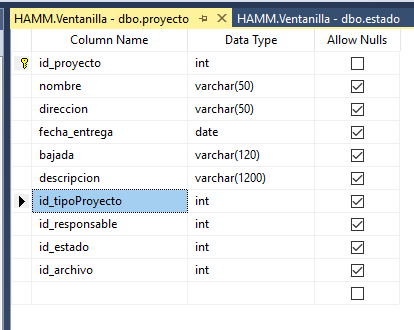 HAMM.Ventanilla - dbo.proyecto HAMM.Ventanilla - dbo.estado
Column Name Data Type Allow Nulls
id_proyecto int
nombre varchar(50)
direccion varchar(50)
fecha_entrega date
bajada varchar(120)
descripcion varchar(1200)
id_tipoProyecto int
id_responsable int
id_estado int
id_archivo int